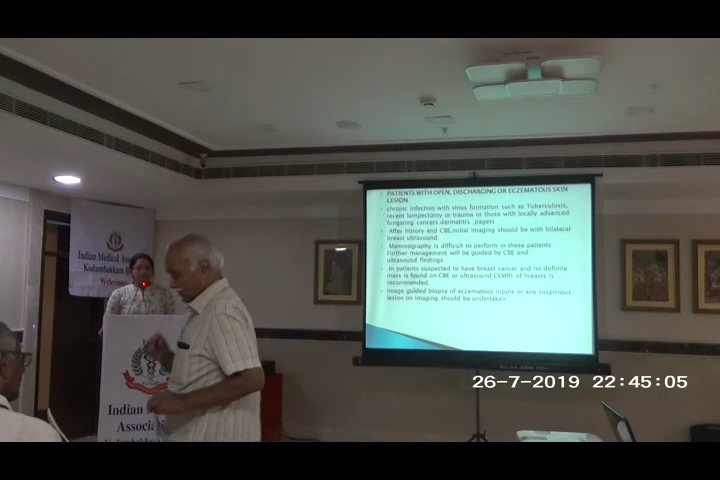 PATIENTS WITH OPEN, DISCHARGING OR ECZEMATOUS SKIN
LESION
chronic infection with sinus formation such as Tuberculosis,
recent lumpectomy or trauma or those with locally advanced
fungating cancers,dermatitis ,pagets
After history and CBE,initial imaging should be with bilateral
breast ultrasound.
Mammography is difficult to perform in these patients
Further management will be guided by CBE and
ultrasound findings
In patients suspected to have breast cancer and no definite
mass is found on CBE or ultrasound,CEMRI of breasts is
recommended.
Image guided biopsy of eczematous nipple or any suspicious
lesion on imaging should be undertaken
Indian Medical
Kodambakkam
Welcome
Indian
Associati
26-7-2019 22:45:05